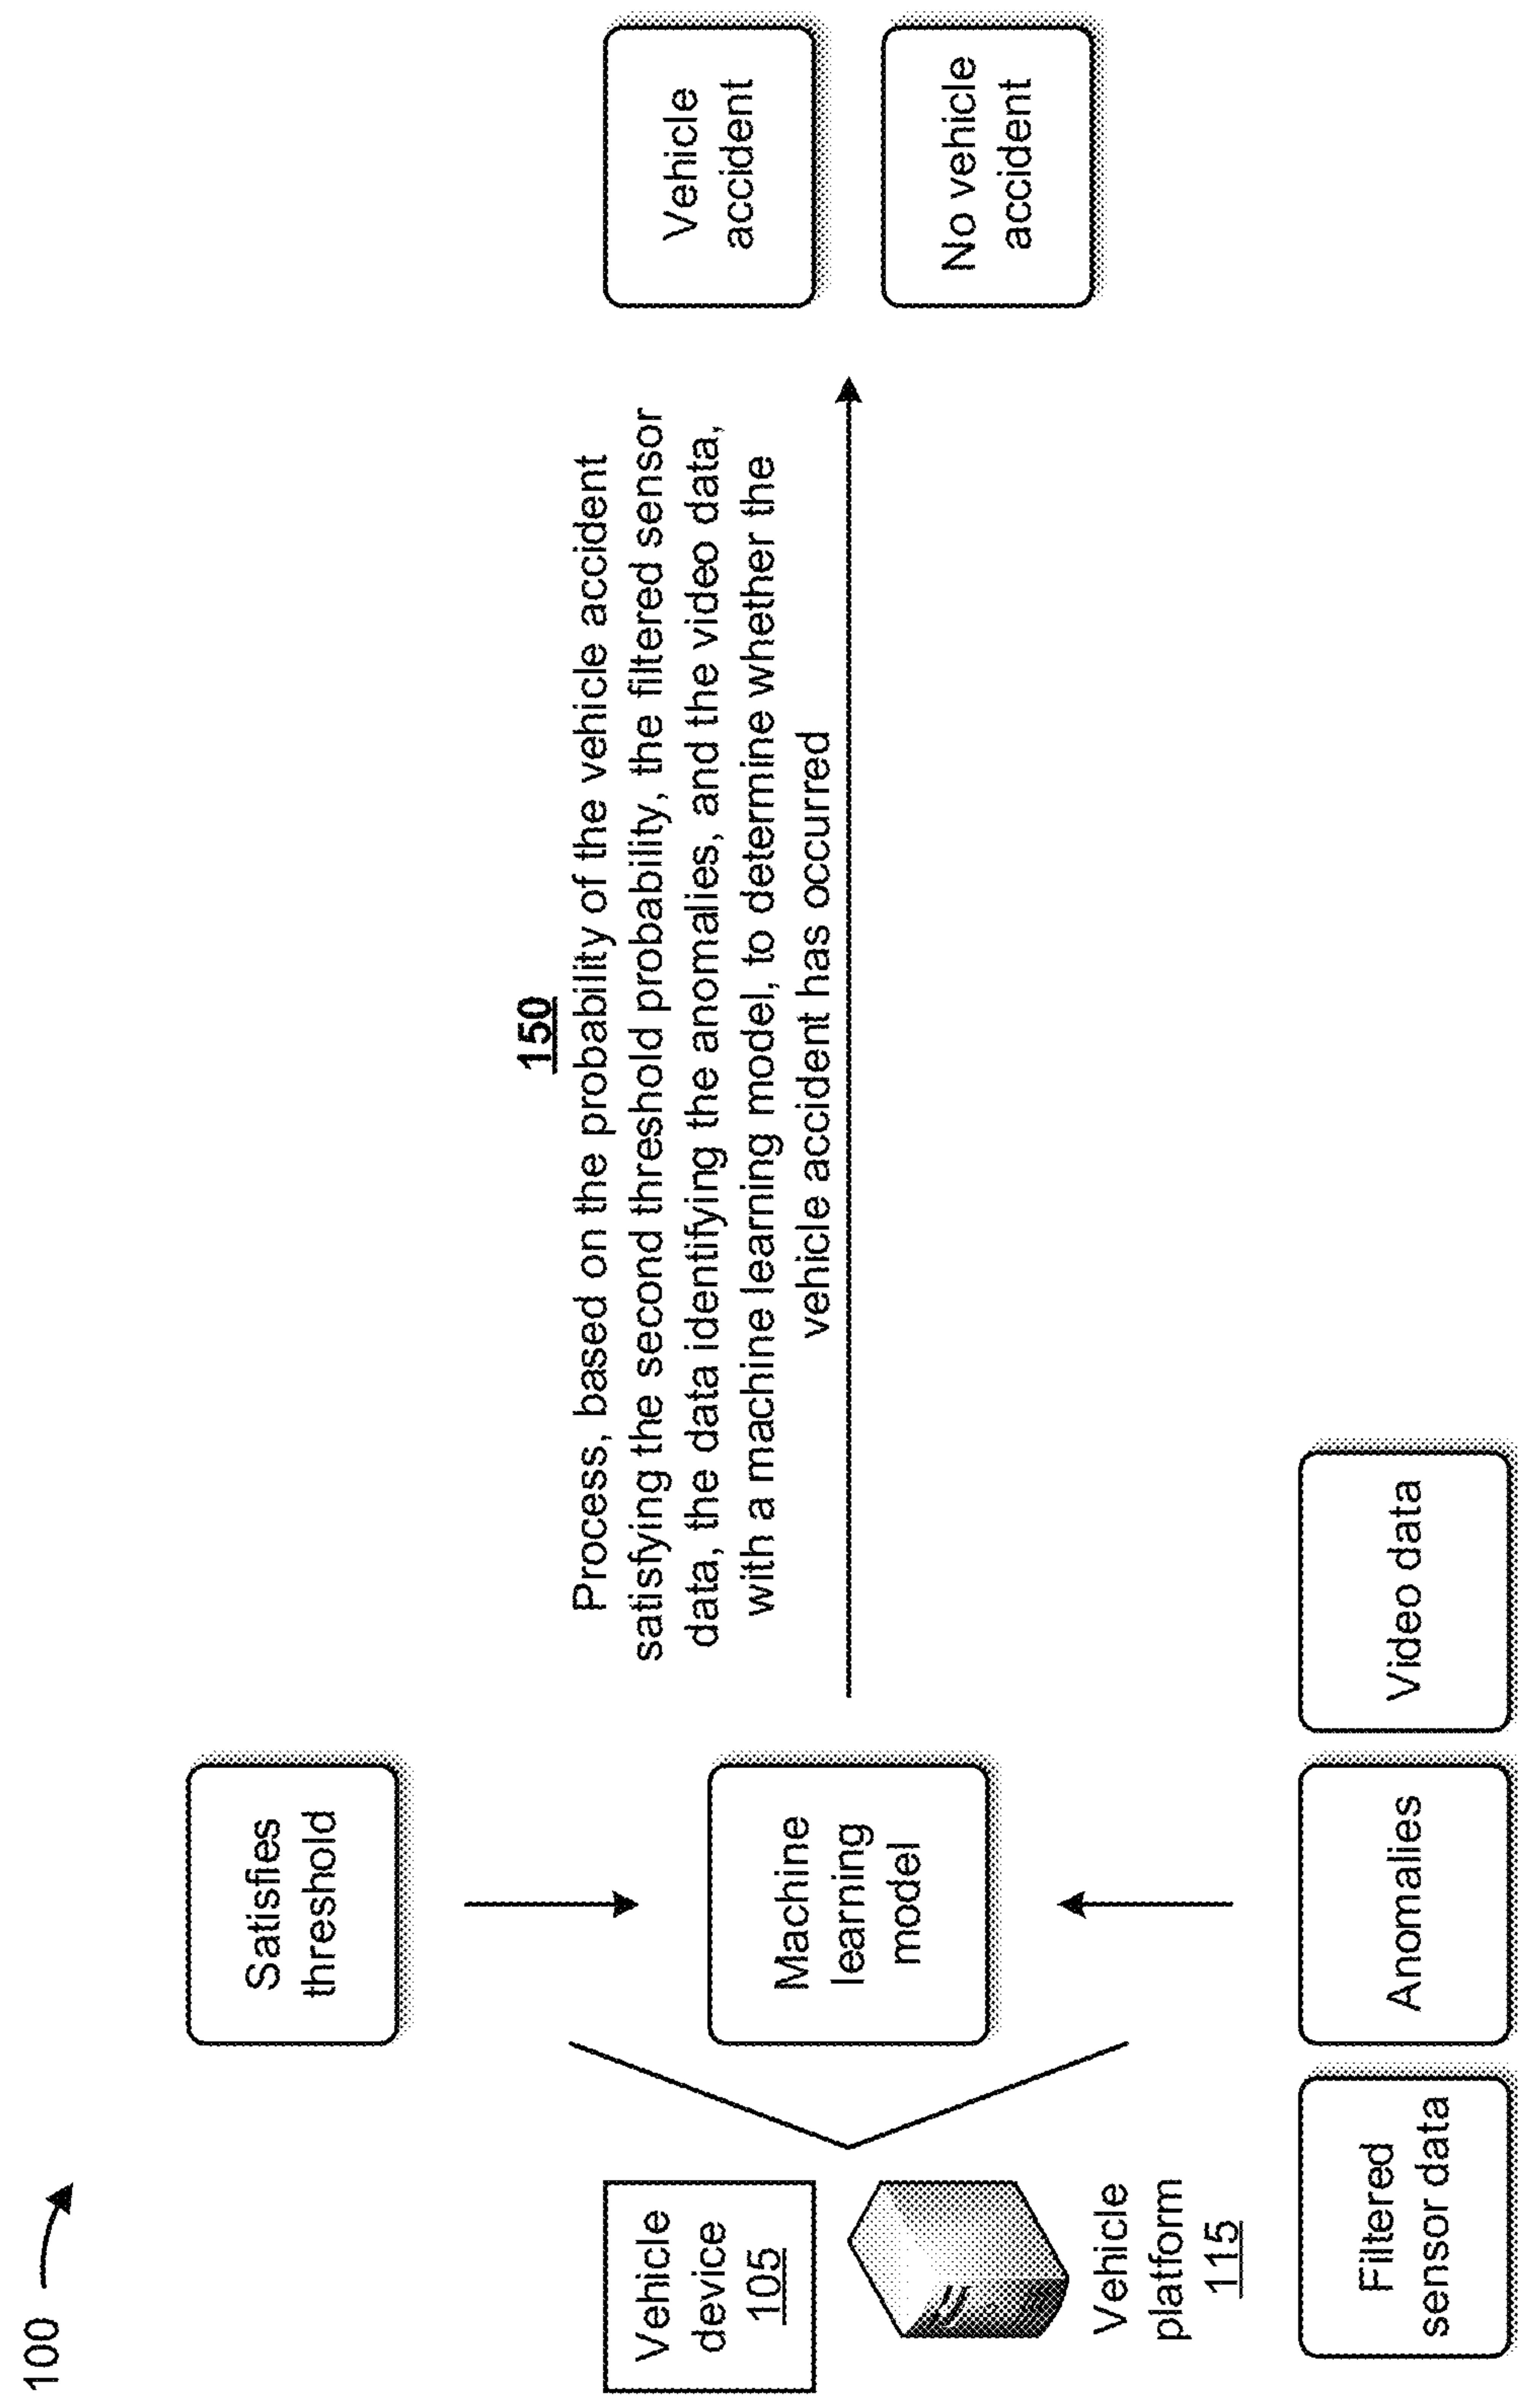 100
Satisfies
threshold
Vehicle
device
105
Vehicle
platform
115
Machine
learning
model
150
Process, based on the probability of the vehicle accident
satisfying the second threshold probability, the filtered sensor
data, the data identifying the anomalies, and the video data,
with a machine learning model, to determine whether the
vehicle accident has occurred
Vehicle
accident
No vehicle
accident
Filtered
sensor data
Anomalies
Video data